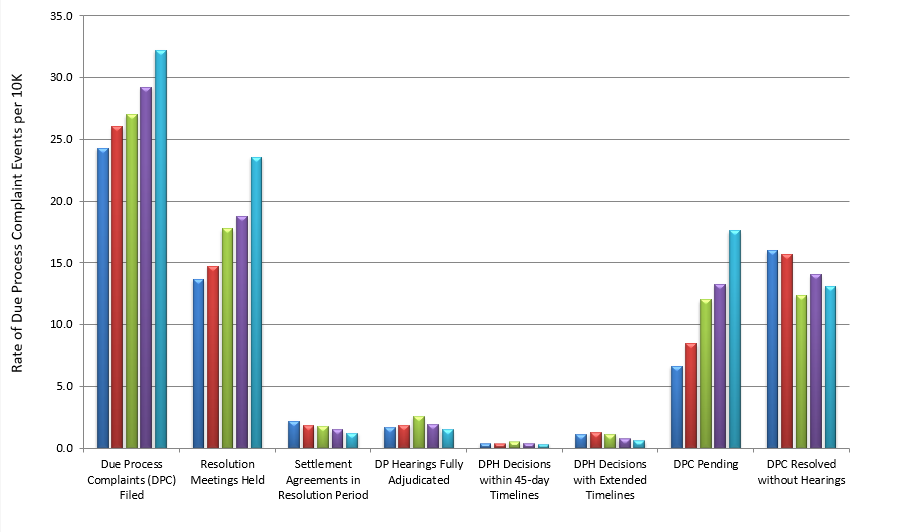 35.0
30.0
25.0
20.0
15.0
10.0
5.0
0.0
Rate of Due Process Complaint Events per 10K
Due Process
Complaints (DPC)
Filed
Resolution
Meetings Held
Settlement
Agreements in
Resolution Period
DP Hearings Fully
Adjudicated
DPH Decisions
within 45-day
Timelines
DPH Decisions
with Extended
Timelines
DPC Pending
DPC Resolved
without Hearings